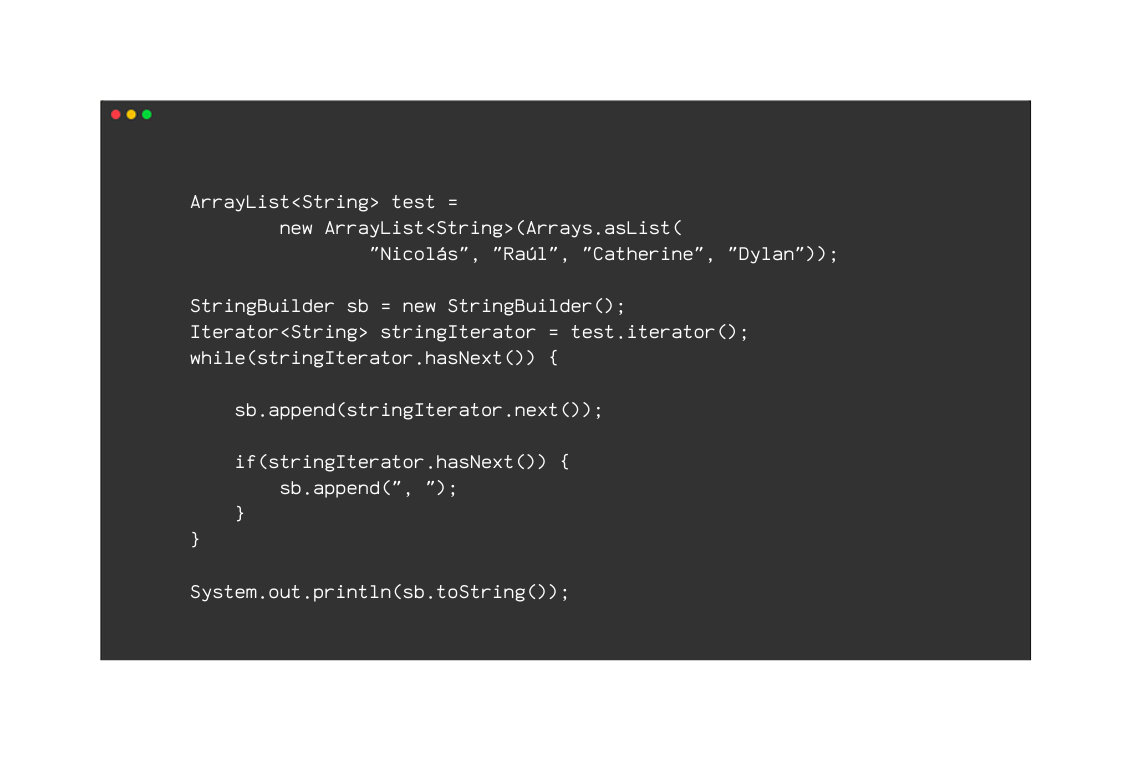 ArrayList<String> test =
new ArrayList<String>(Arrays.asList(
"Nicolás", "Raúl", "Catherine", "Dylan"));
StringBuilder sb = new StringBuilder();
Iterator<String> stringIterator = test.iterator();
while(stringIterator.hasNext()) {
sb.append(stringIterator.next());
if(stringIterator.hasNext()) {
sb.append(", ");
}
}
System.out.println(sb.toString());